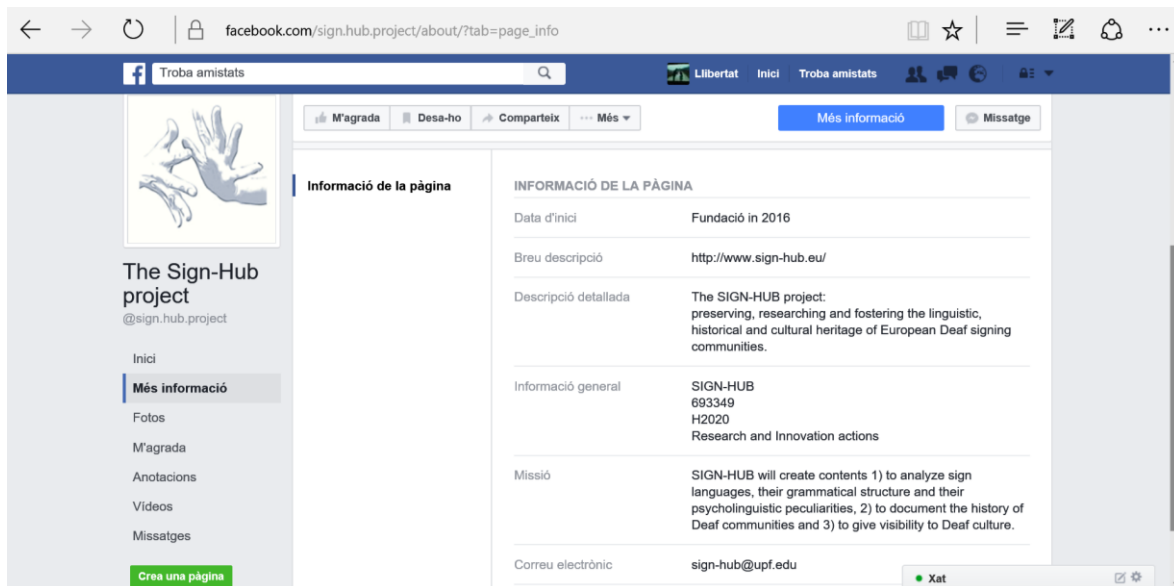 facebook.com/sign.hub.project/about/?tab=page_info
Troba amistats
Llibertat Inici Troba amistats
M'agrada Desa-ho Comparteix Més
Més informació Missatge
The Sign-Hub
project
@sign.hub.project
Inici
Més informació
Fotos
M'agrada
Anotacions
Vídeos
Missatges
Crea una pàgina
Informació de la pàgina
INFORMACIÓ DE LA PÀGINA
Data d'inici Fundació in 2016
Breu descripció http://www.sign-hub.eu/
Descripció detallada The SIGN-HUB project:
preserving, researching and fostering the linguistic,
historical and cultural heritage of European Deaf signing
communities.
Informació general SIGN-HUB
693349
H2020
Research and Innovation actions
Missió SIGN-HUB will create contents 1) to analyze sign
languages, their grammatical structure and their
psycholinguistic peculiarities, 2) to document the history of
Deaf communities and 3) to give visibility to Deaf culture.
Correu electrònic sign-hub@upf.edu
Xat